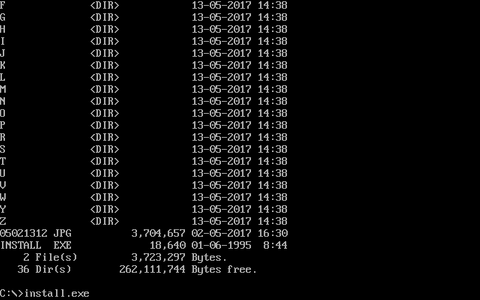 F <DIR> 13-05-2017 14:38
G <DIR> 13-05-2017 14:38
H <DIR> 13-05-2017 14:38
I <DIR> 13-05-2017 14:38
J <DIR> 13-05-2017 14:38
K <DIR> 13-05-2017 14:38
L <DIR> 13-05-2017 14:38
M <DIR> 13-05-2017 14:38
N <DIR> 13-05-2017 14:38
O <DIR> 13-05-2017 14:38
P <DIR> 13-05-2017 14:38
R <DIR> 13-05-2017 14:38
S <DIR> 13-05-2017 14:38
T <DIR> 13-05-2017 14:38
U <DIR> 13-05-2017 14:38
V <DIR> 13-05-2017 14:38
W <DIR> 13-05-2017 14:38
Y <DIR> 13-05-2017 14:38
Z <DIR> 13-05-2017 14:38
05021312 JPG 3,704,657 02-05-2017 16:30
INSTALL EXE 18,640 01-06-1995 8:44
2 File(s) 3,723,297 Bytes.
36 Dir(s) 262,111,744 Bytes free.
C:\>install.exe